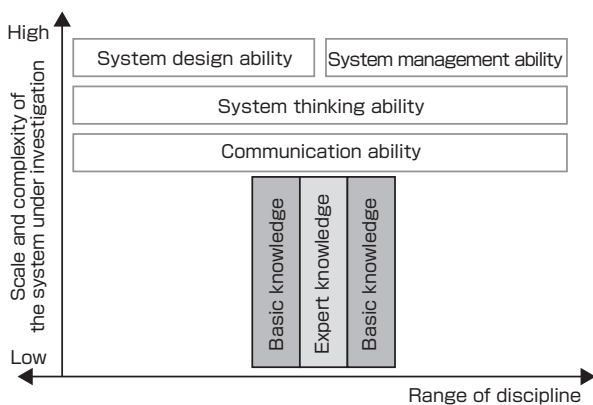 High
System design ability
System management ability
System thinking ability
Communication ability
Scale and complexity of
the system under investigation
Basic knowledge
Expert knowledge
Basic knowledge
Low
Range of discipline